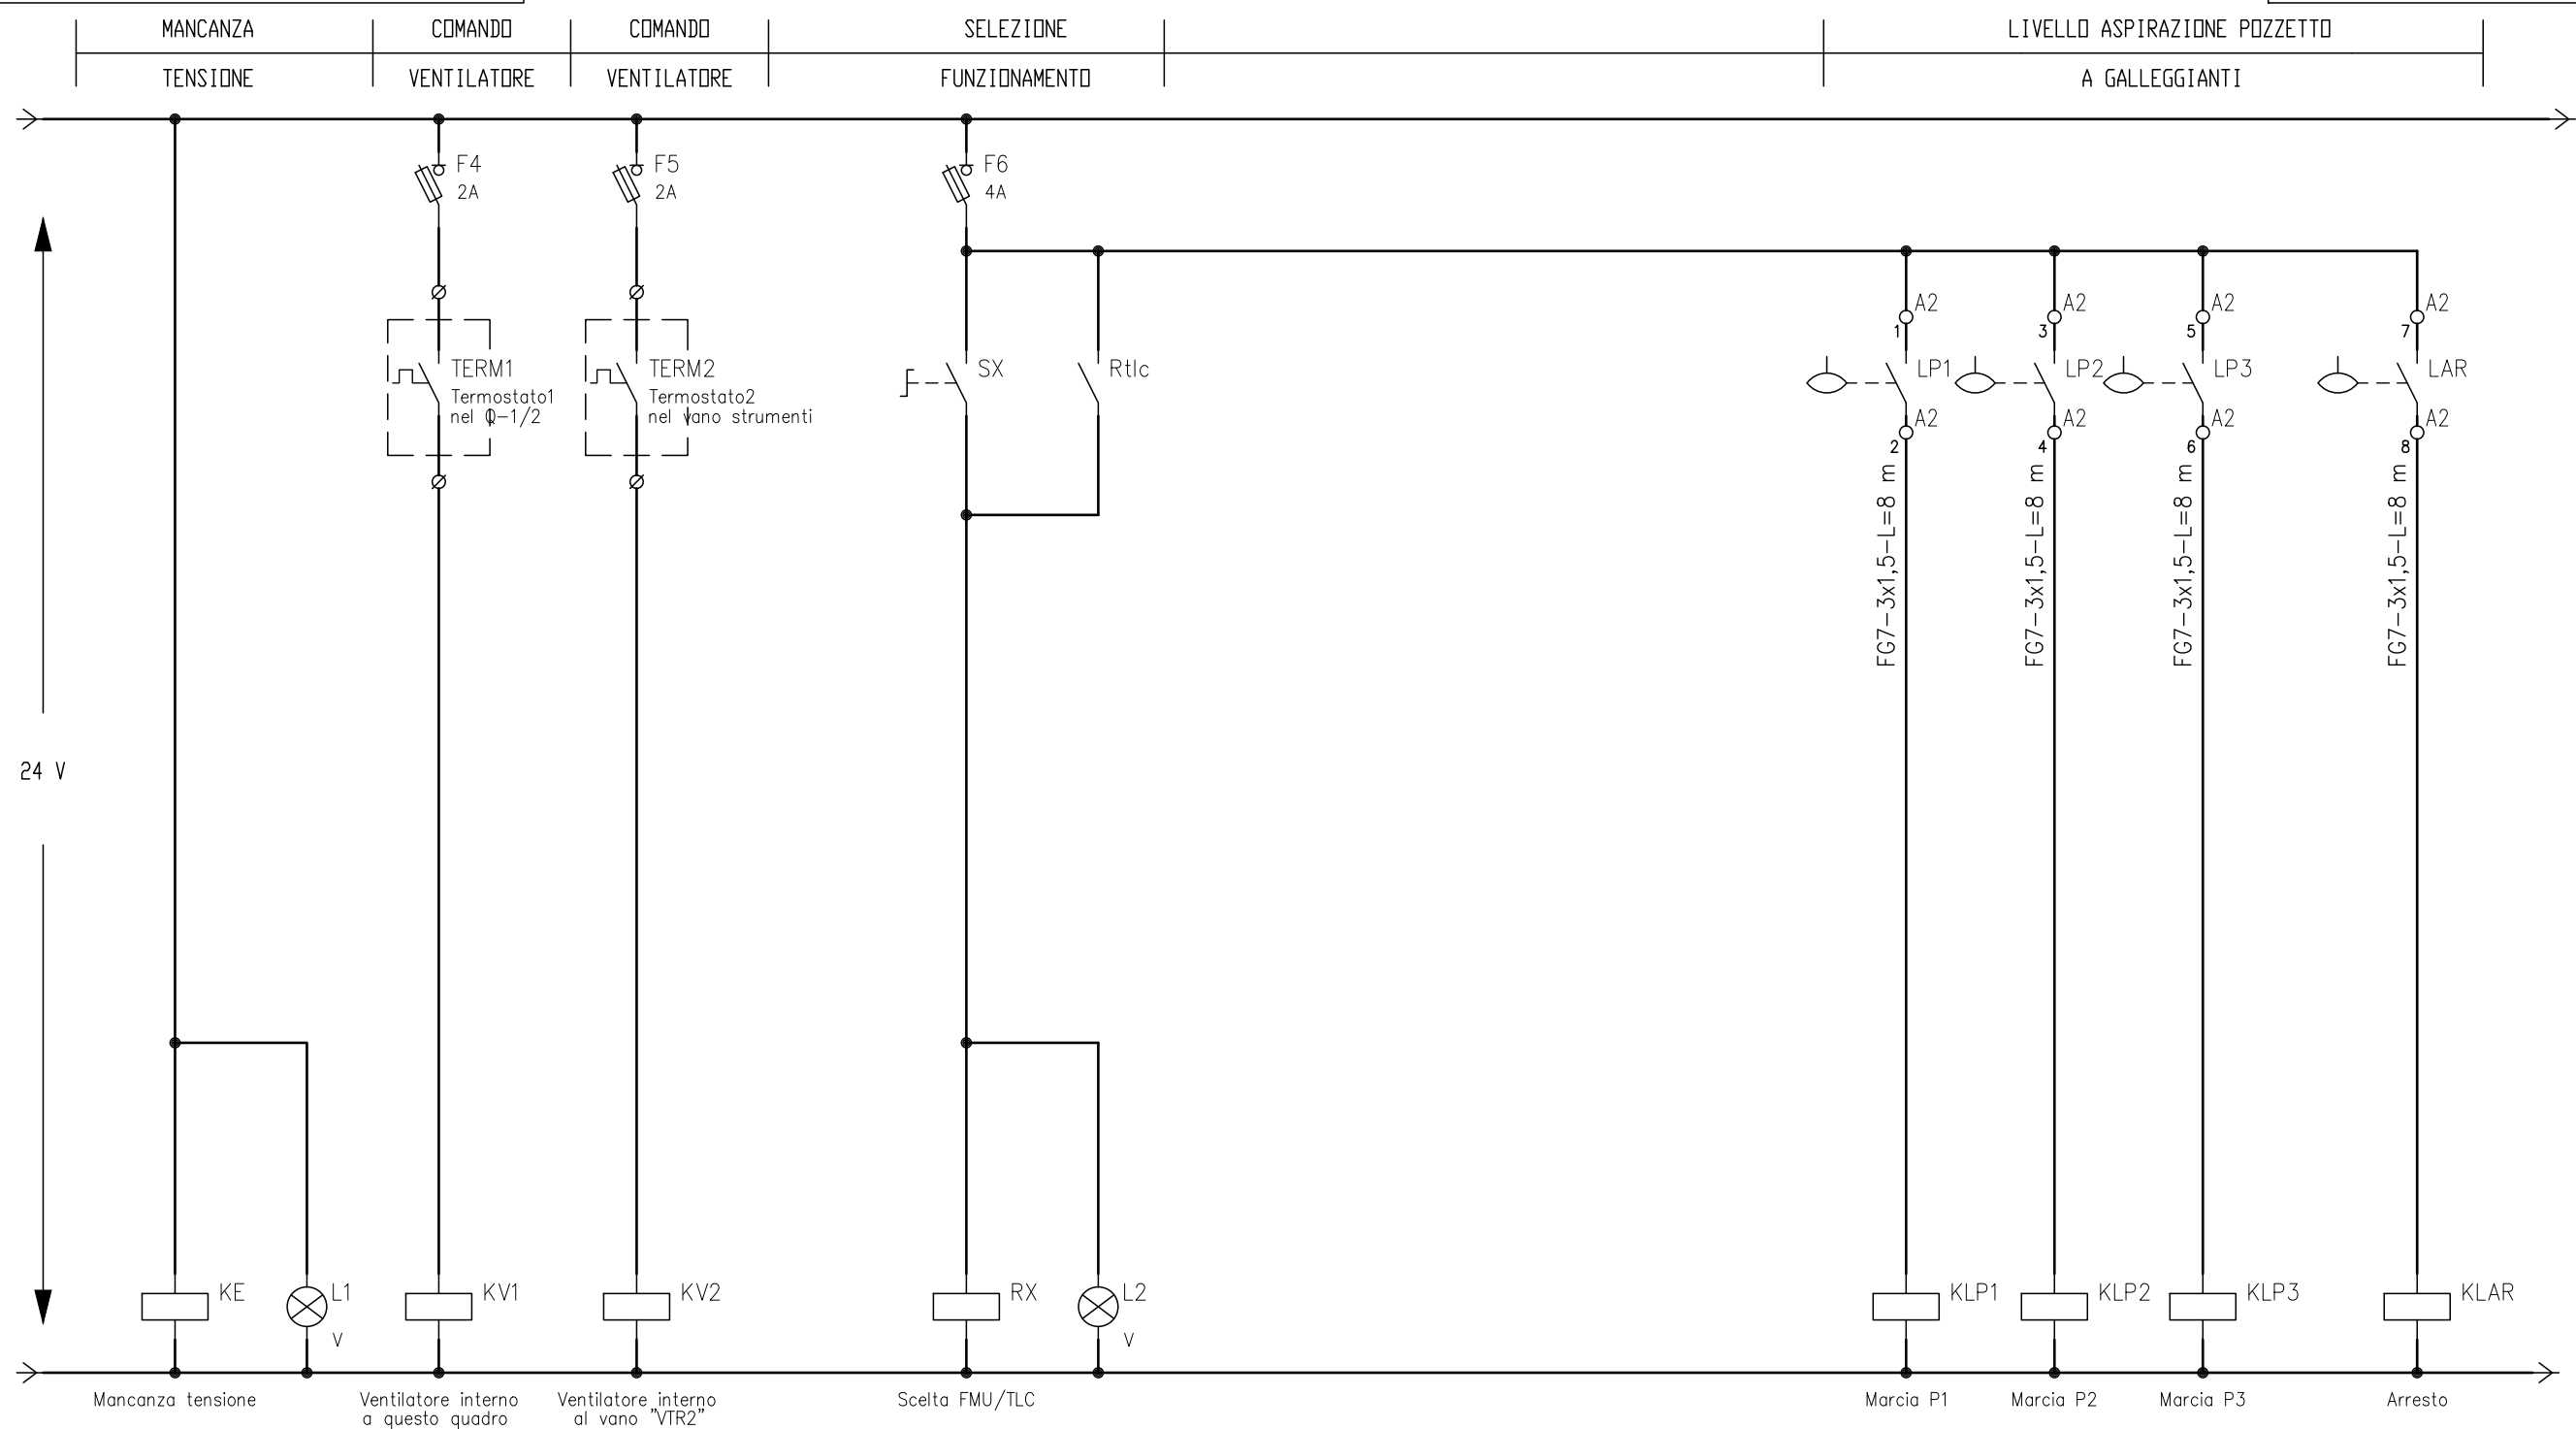 MANCANZA
TENSIONE
COMANDO
VENTILATORE
COMANDO
VENTILATORE
SELEZIONE
FUNZIONAMENTO
LIVELLO ASPIRAZIONE POZZETTO
A GALLEGGIANTI
F4
2A
F5
2A
F6
4A
TERM1
Termostato1
nel Q-1/2
TERM2
Termostato2
nel vano strumenti
SX
Rtlc
A2
1
LP1
A2
2
A2
3
LP2
A2
4
A2
5
LP3
A2
6
A2
7
LAR
A2
8
FG7-3x1,5-L=8 m
FG7-3x1,5-L=8 m
FG7-3x1,5-L=8 m
FG7-3x1,5-L=8 m
24 V
KE
L1
V
KV1
KV2
RX
L2
V
KLP1
KLP2
KLP3
KLAR
Mancanza tensione
Ventilatore interno
a questo quadro
Ventilatore interno
al vano "VTR2"
Scelta FMU/TLC
Marcia P1
Marcia P2
Marcia P3
Arresto